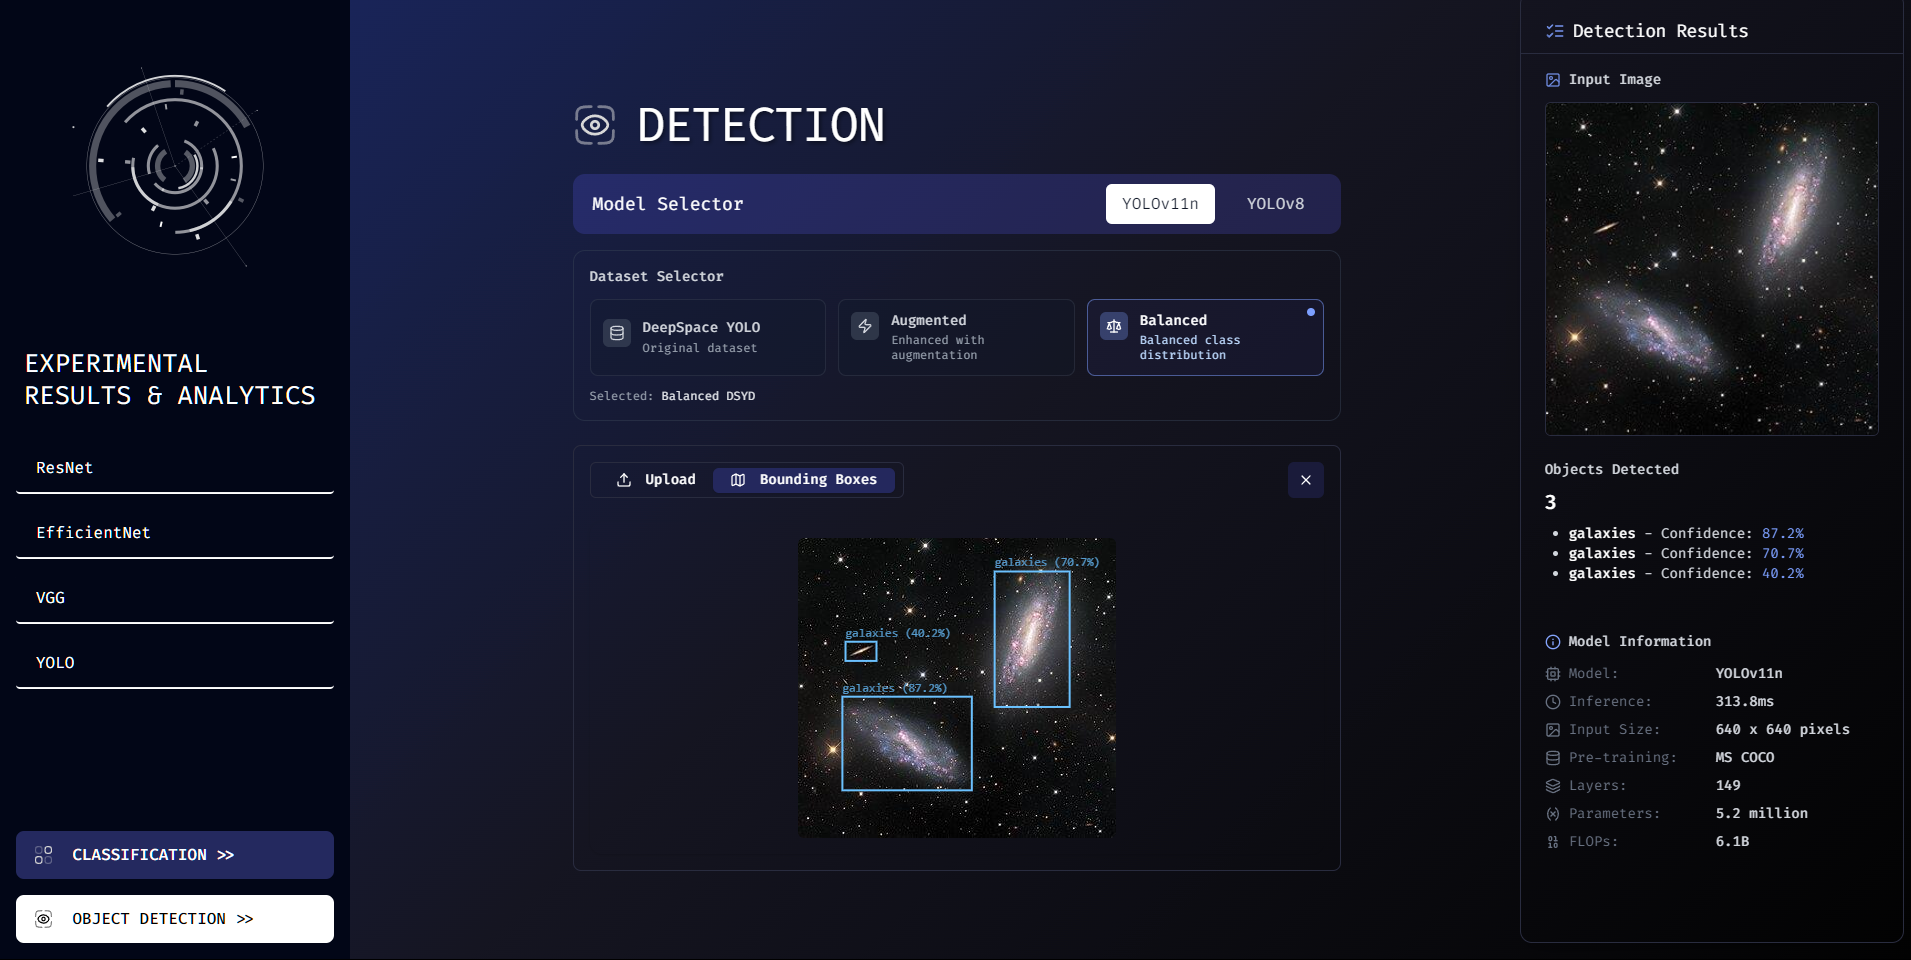 EXPERIMENTAL
RESULTS & ANALYTICS
ResNet
EfficientNet
VGG
YOLO
CLASSIFICATION >>
OBJECT DETECTION >>
DETECTION
Model Selector
YOLOv11n
YOLOv8
Dataset Selector
DeepSpace YOLO
Original dataset
Augmented
Enhanced with
augmentation
Balanced
Balanced class
distribution
Selected: Balanced DSYD
Upload
Bounding Boxes
galaxies (70.7%)
galaxies (40.2%)
galaxies (87.2%)
Detection Results
Input Image
Objects Detected
3
galaxies - Confidence: 87.2%
galaxies - Confidence: 70.7%
galaxies - Confidence: 40.2%
Model Information
Model: YOLOv11n
Inference: 313.8ms
Input Size: 640 x 640 pixels
Pre-training: MS COCO
Layers: 149
Parameters: 5.2 million
FLOPs: 6.1B